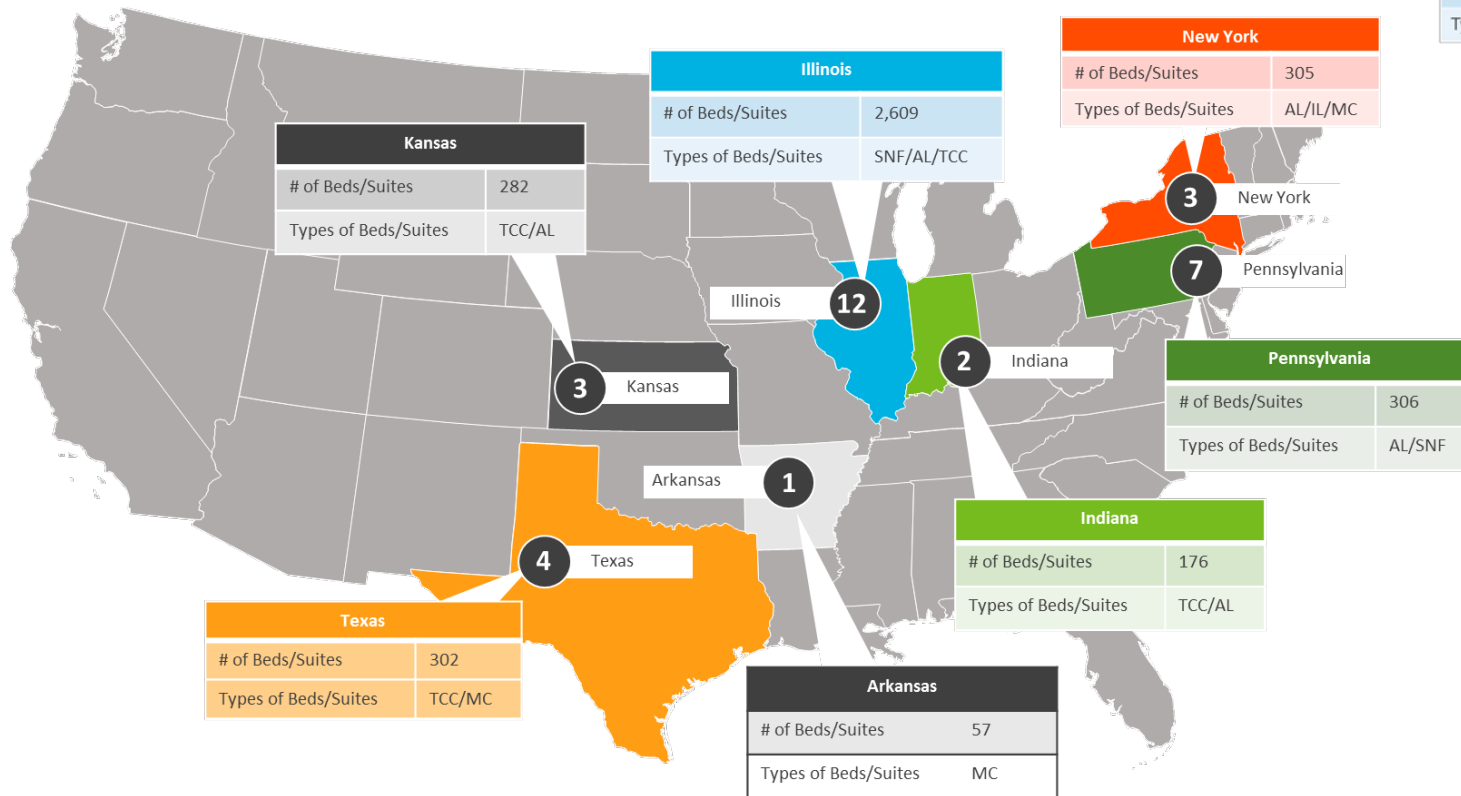 Ty
New York
# of Beds/Suites 305
Types of Beds/Suites AL/IL/MC
Illinois
# of Beds/Suites 2,609
Types of Beds/Suites SNF/AL/TCC
Kansas
# of Beds/Suites 282
Types of Beds/Suites TCC/AL
3 New York
7 Pennsylvania
Illinois 12
2 Indiana
3 Kansas
Pennsylvania
# of Beds/Suites 306
Types of Beds/Suites AL/SNF
Arkansas 1
Indiana
# of Beds/Suites 176
Types of Beds/Suites TCC/AL
4 Texas
Texas
# of Beds/Suites 302
Types of Beds/Suites TCC/MC
Arkansas
# of Beds/Suites 57
Types of Beds/Suites MC